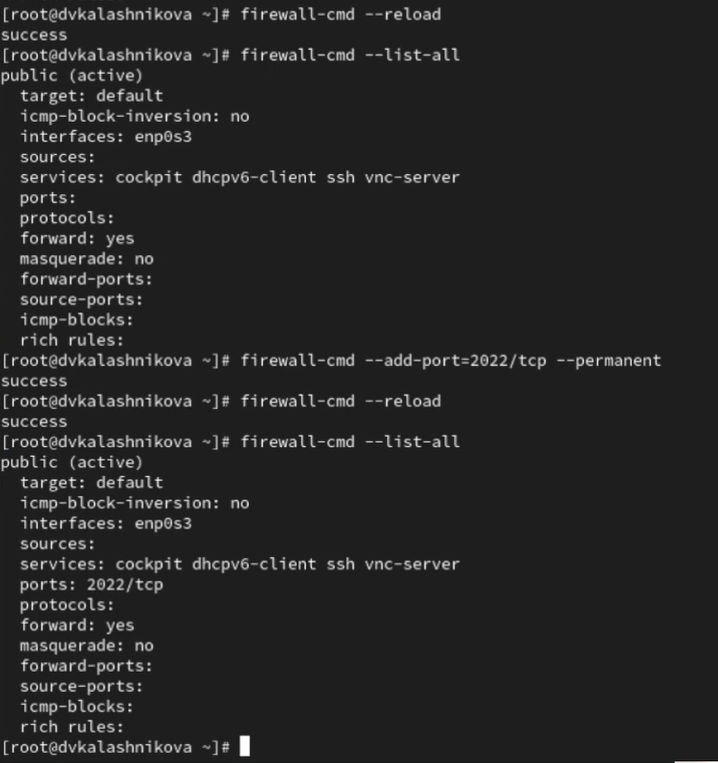 [root@dvkalashnikova ~]# firewall-cmd --reload
success
[root@dvkalashnikova ~]# firewall-cmd --list-all
public (active)
  target: default
  icmp-block-inversion: no
  interfaces: enp0s3
  sources:
  services: cockpit dhcpv6-client ssh vnc-server
  ports:
  protocols:
  forward: yes
  masquerade: no
  forward-ports:
  source-ports:
  icmp-blocks:
  rich rules:
[root@dvkalashnikova ~]# firewall-cmd --add-port=2022/tcp --permanent
success
[root@dvkalashnikova ~]# firewall-cmd --reload
success
[root@dvkalashnikova ~]# firewall-cmd --list-all
public (active)
  target: default
  icmp-block-inversion: no
  interfaces: enp0s3
  sources:
  services: cockpit dhcpv6-client ssh vnc-server
  ports: 2022/tcp
  protocols:
  forward: yes
  masquerade: no
  forward-ports:
  source-ports:
  icmp-blocks:
  rich rules:
[root@dvkalashnikova ~]#